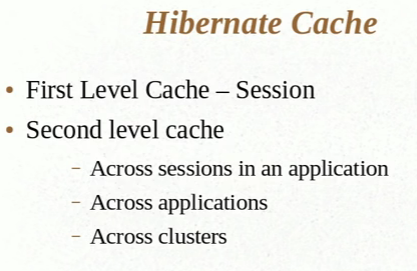 Hibernate Cache
• First Level Cache – Session
• Second level cache
– Across sessions in an application
– Across applications
– Across clusters